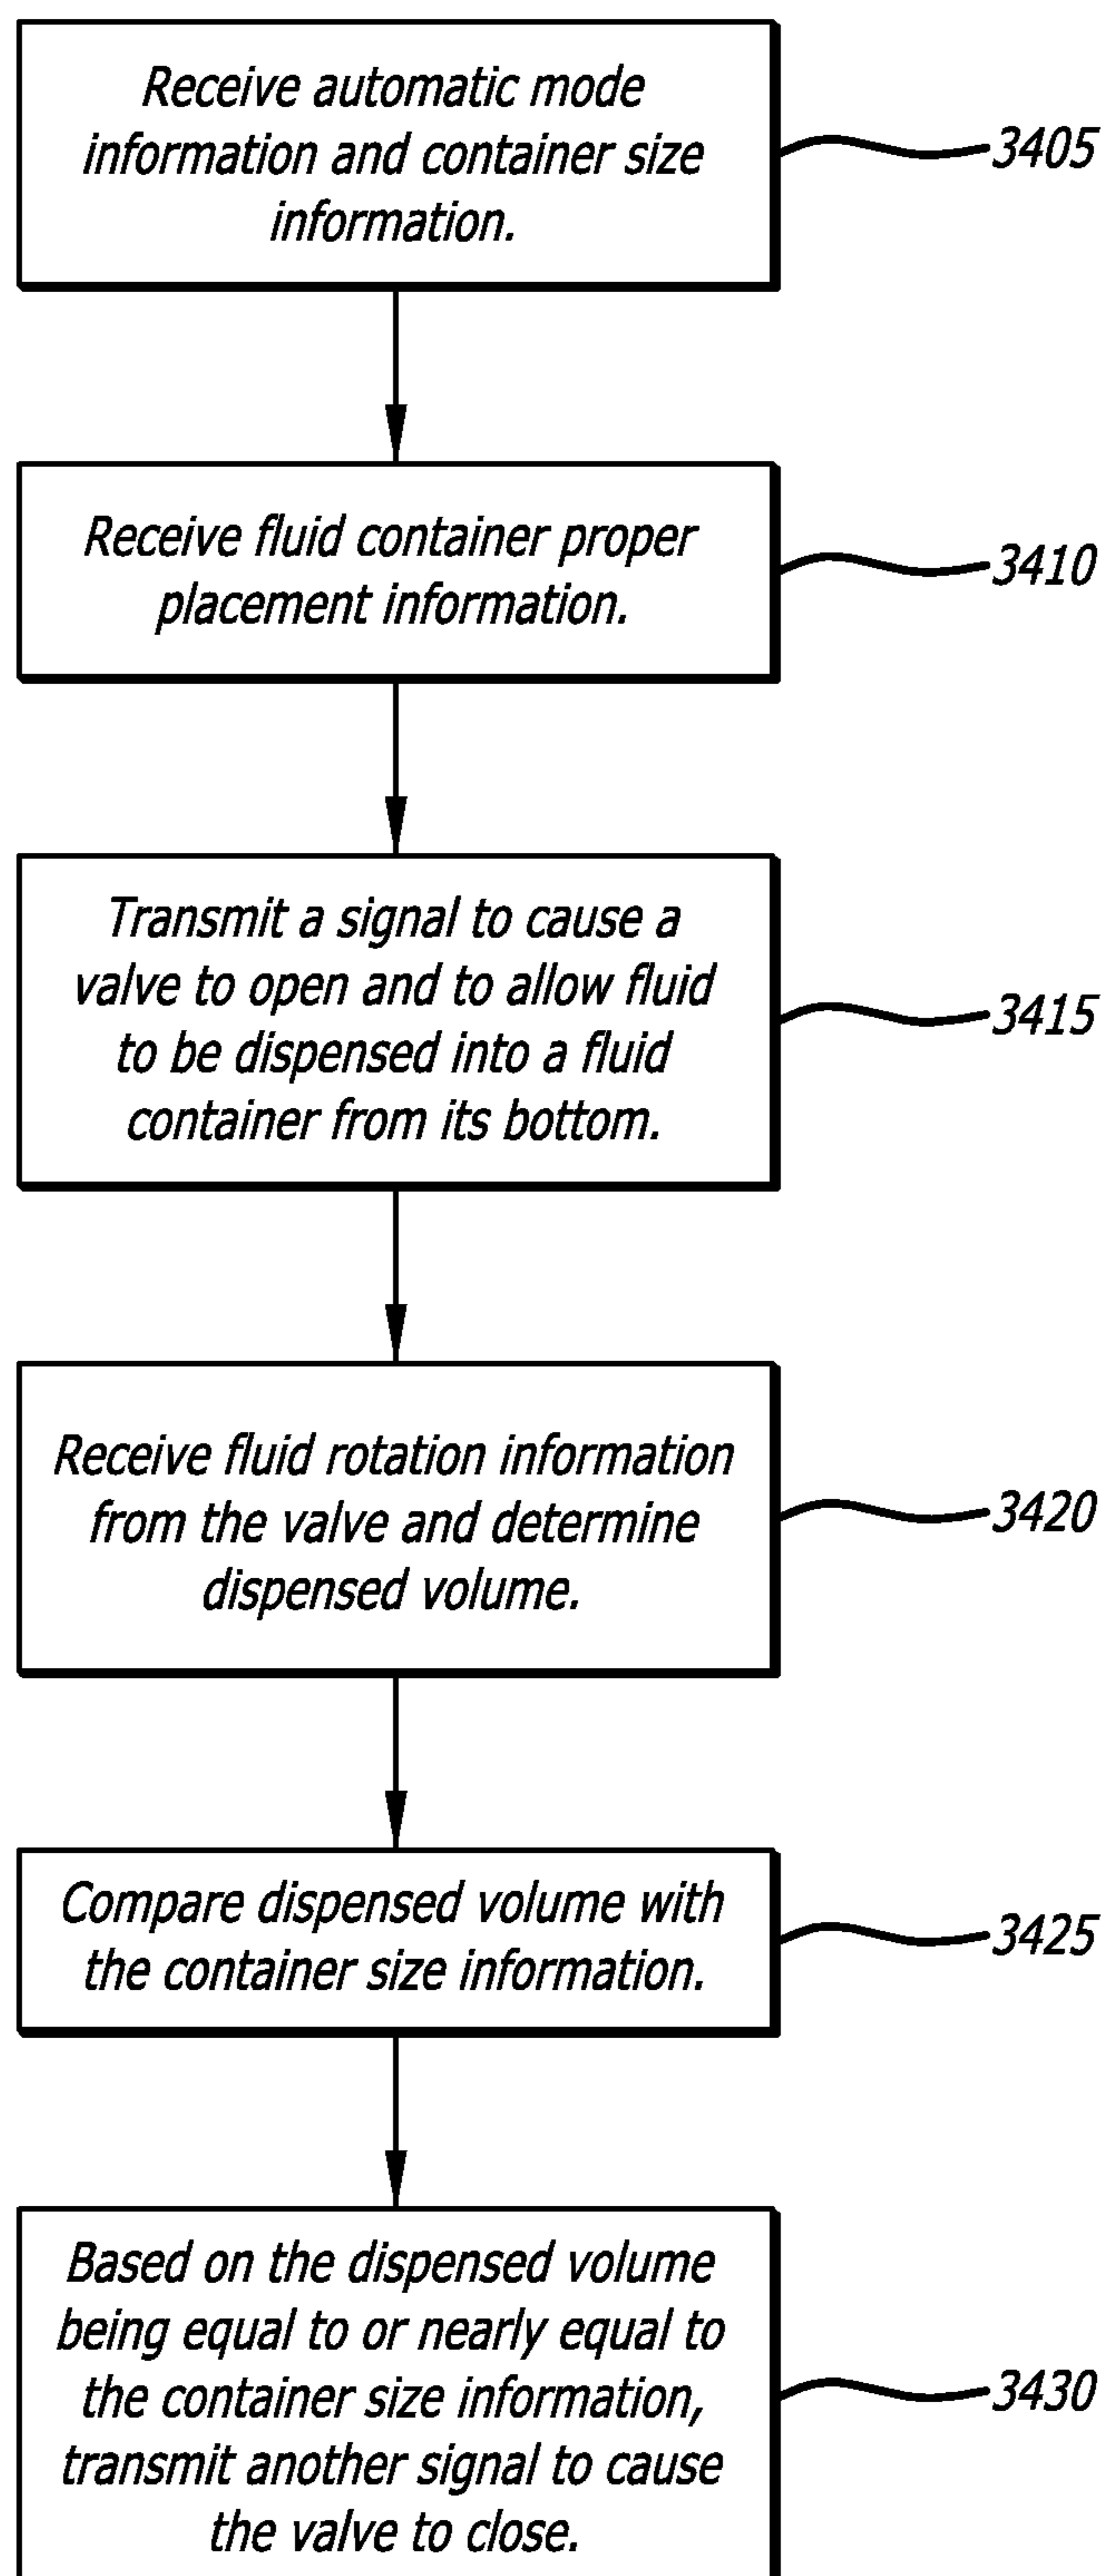 Receive automatic mode
information and container size
information.
3405
Receive fluid container proper
placement information.
3410
Transmit a signal to cause a
valve to open and to allow fluid
to be dispensed into a fluid
container from its bottom.
3415
Receive fluid rotation information
from the valve and determine
dispensed volume.
3420
Compare dispensed volume with
the container size information.
3425
Based on the dispensed volume
being equal to or nearly equal to
the container size information,
transmit another signal to cause
the valve to close.
3430